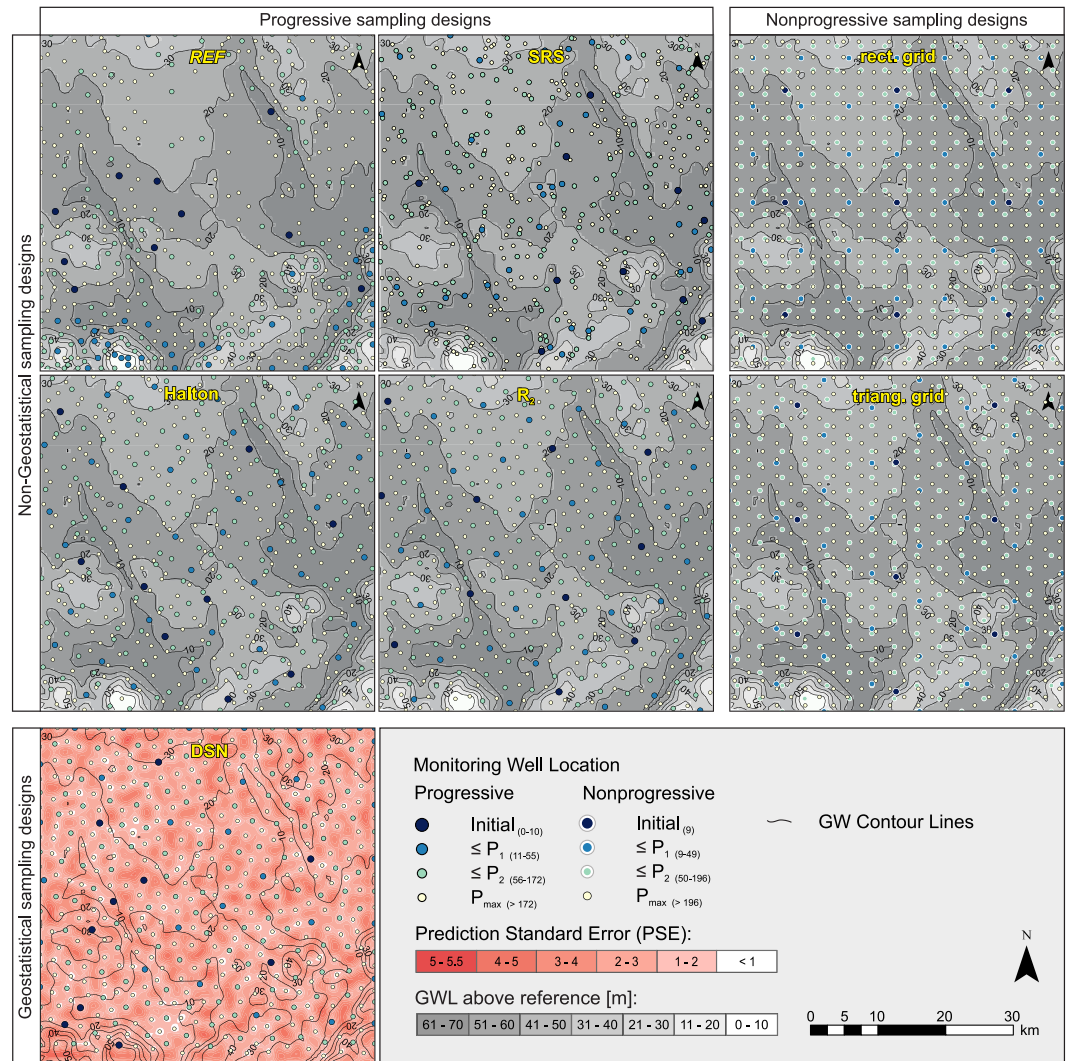 Progressive sampling designs
Nonprogressive sampling designs
Non-Geostatistical sampling designs
REF
SRS
rect. grid
Halton
R2
triang. grid
Geostatistical sampling designs
DSN
Monitoring Well Location
Progressive
Nonprogressive
Initial (0-10)
Initial (9)
GW Contour Lines
≤ P1 (11-55)
≤ P1 (9-49)
≤ P2 (56-172)
≤ P2 (50-196)
Pmax (> 172)
Pmax (> 196)
Prediction Standard Error (PSE):
5 - 5.5 4 - 5 3 - 4 2 - 3 1 - 2 < 1
GWL above reference [m]:
61 - 70 51 - 60 41 - 50 31 - 40 21 - 30 11 - 20 0 - 10
N
0 5 10 20 30
km